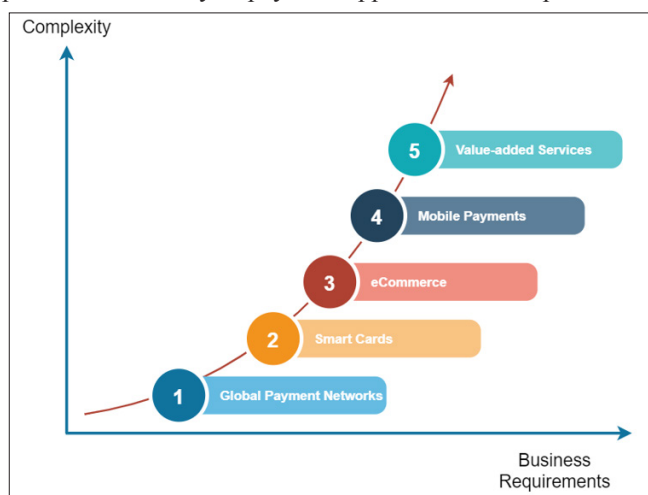 Complexity
5 Value-added Services
4 Mobile Payments
3 eCommerce
2 Smart Cards
1 Global Payment Networks
Business
Requirements